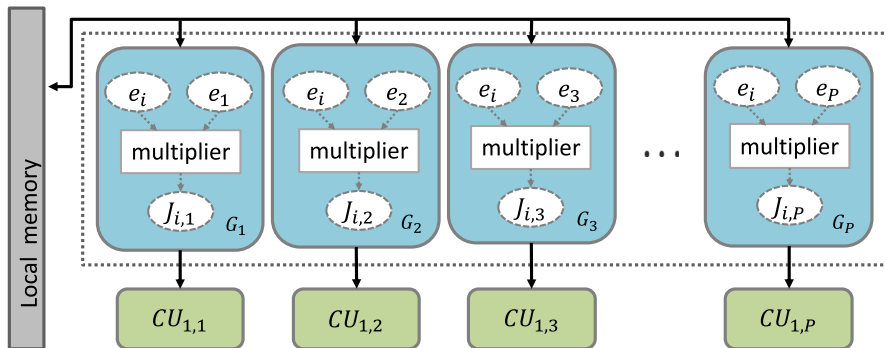 Local memory
e_i e_1
multiplier
J_{i,1}
G_1
e_i e_2
multiplier
J_{i,2}
G_2
e_i e_3
multiplier
J_{i,3}
G_3
...
e_i e_P
multiplier
J_{i,P}
G_P
CU_{1,1}
CU_{1,2}
CU_{1,3}
CU_{1,P}